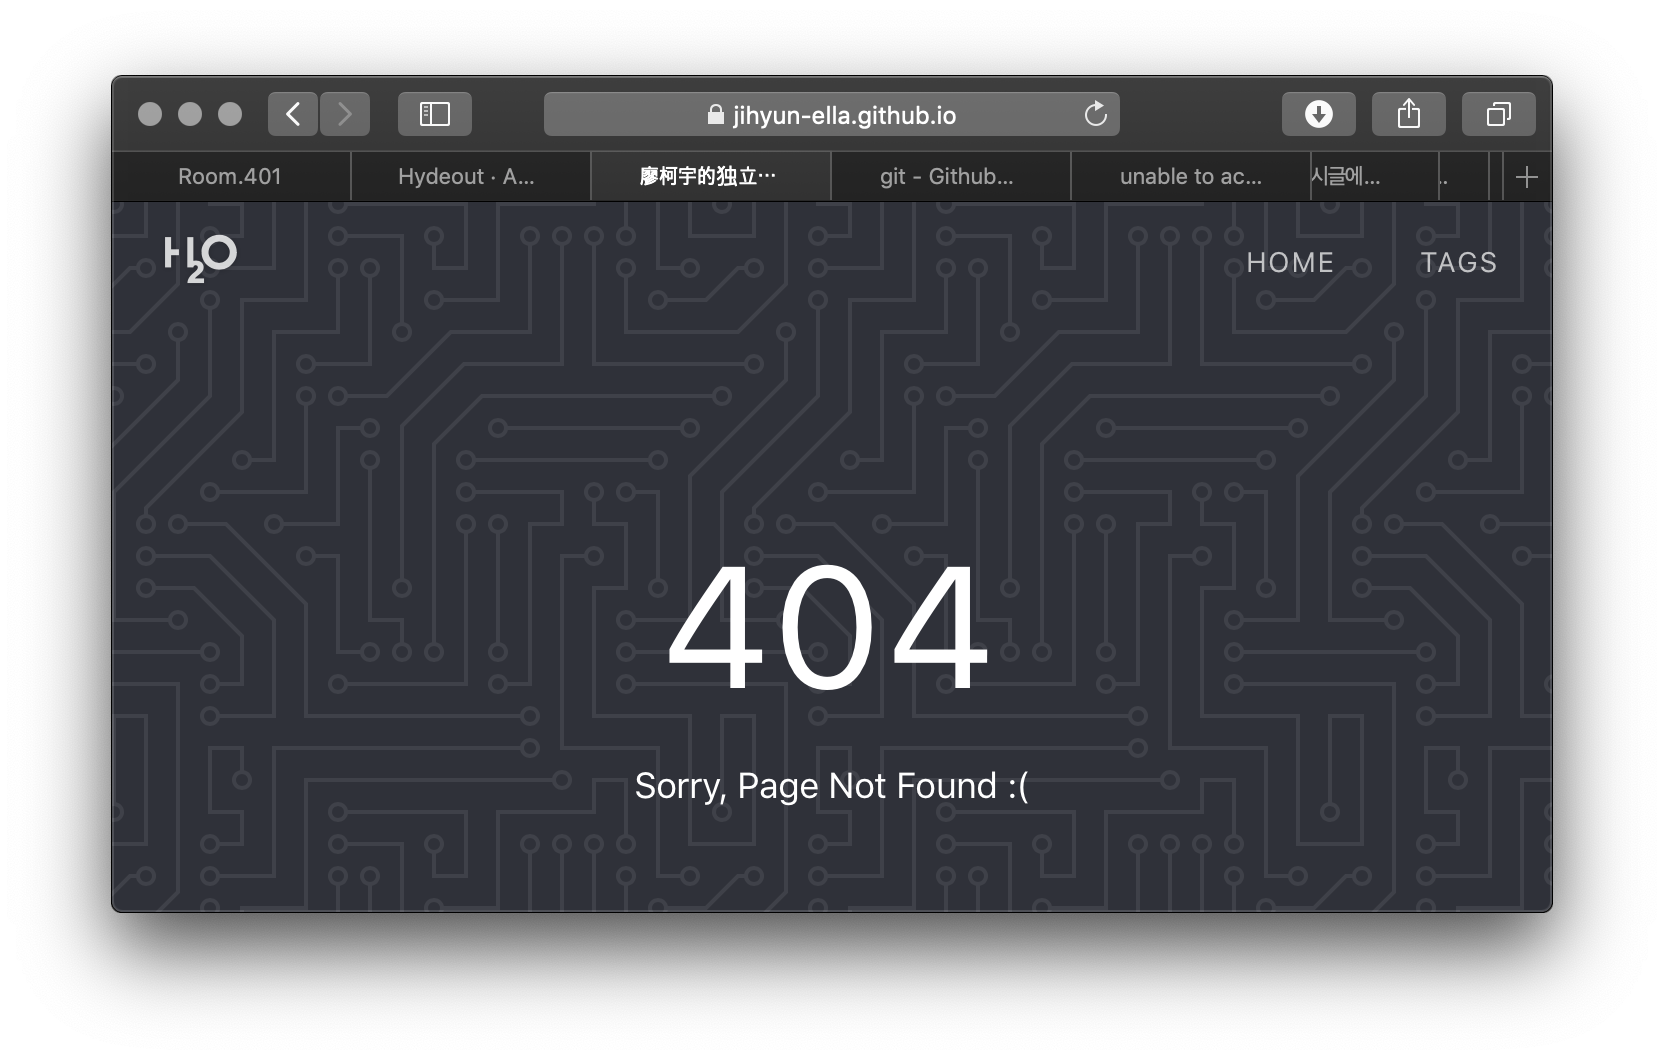 jihyun-ella.github.io
Room.401
Hydeout · A...
廖柯宇的独立…
git - Github...
unable to ac...
시글에...
..
H2O
HOME
TAGS
404
Sorry, Page Not Found :(